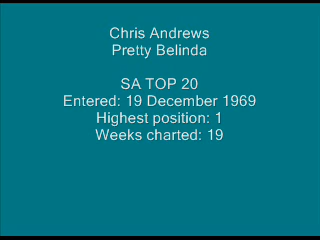 Chris Andrews
Pretty Belinda
SA TOP 20
Entered: 19 December 1969
Highest position: 1
Weeks charted: 19